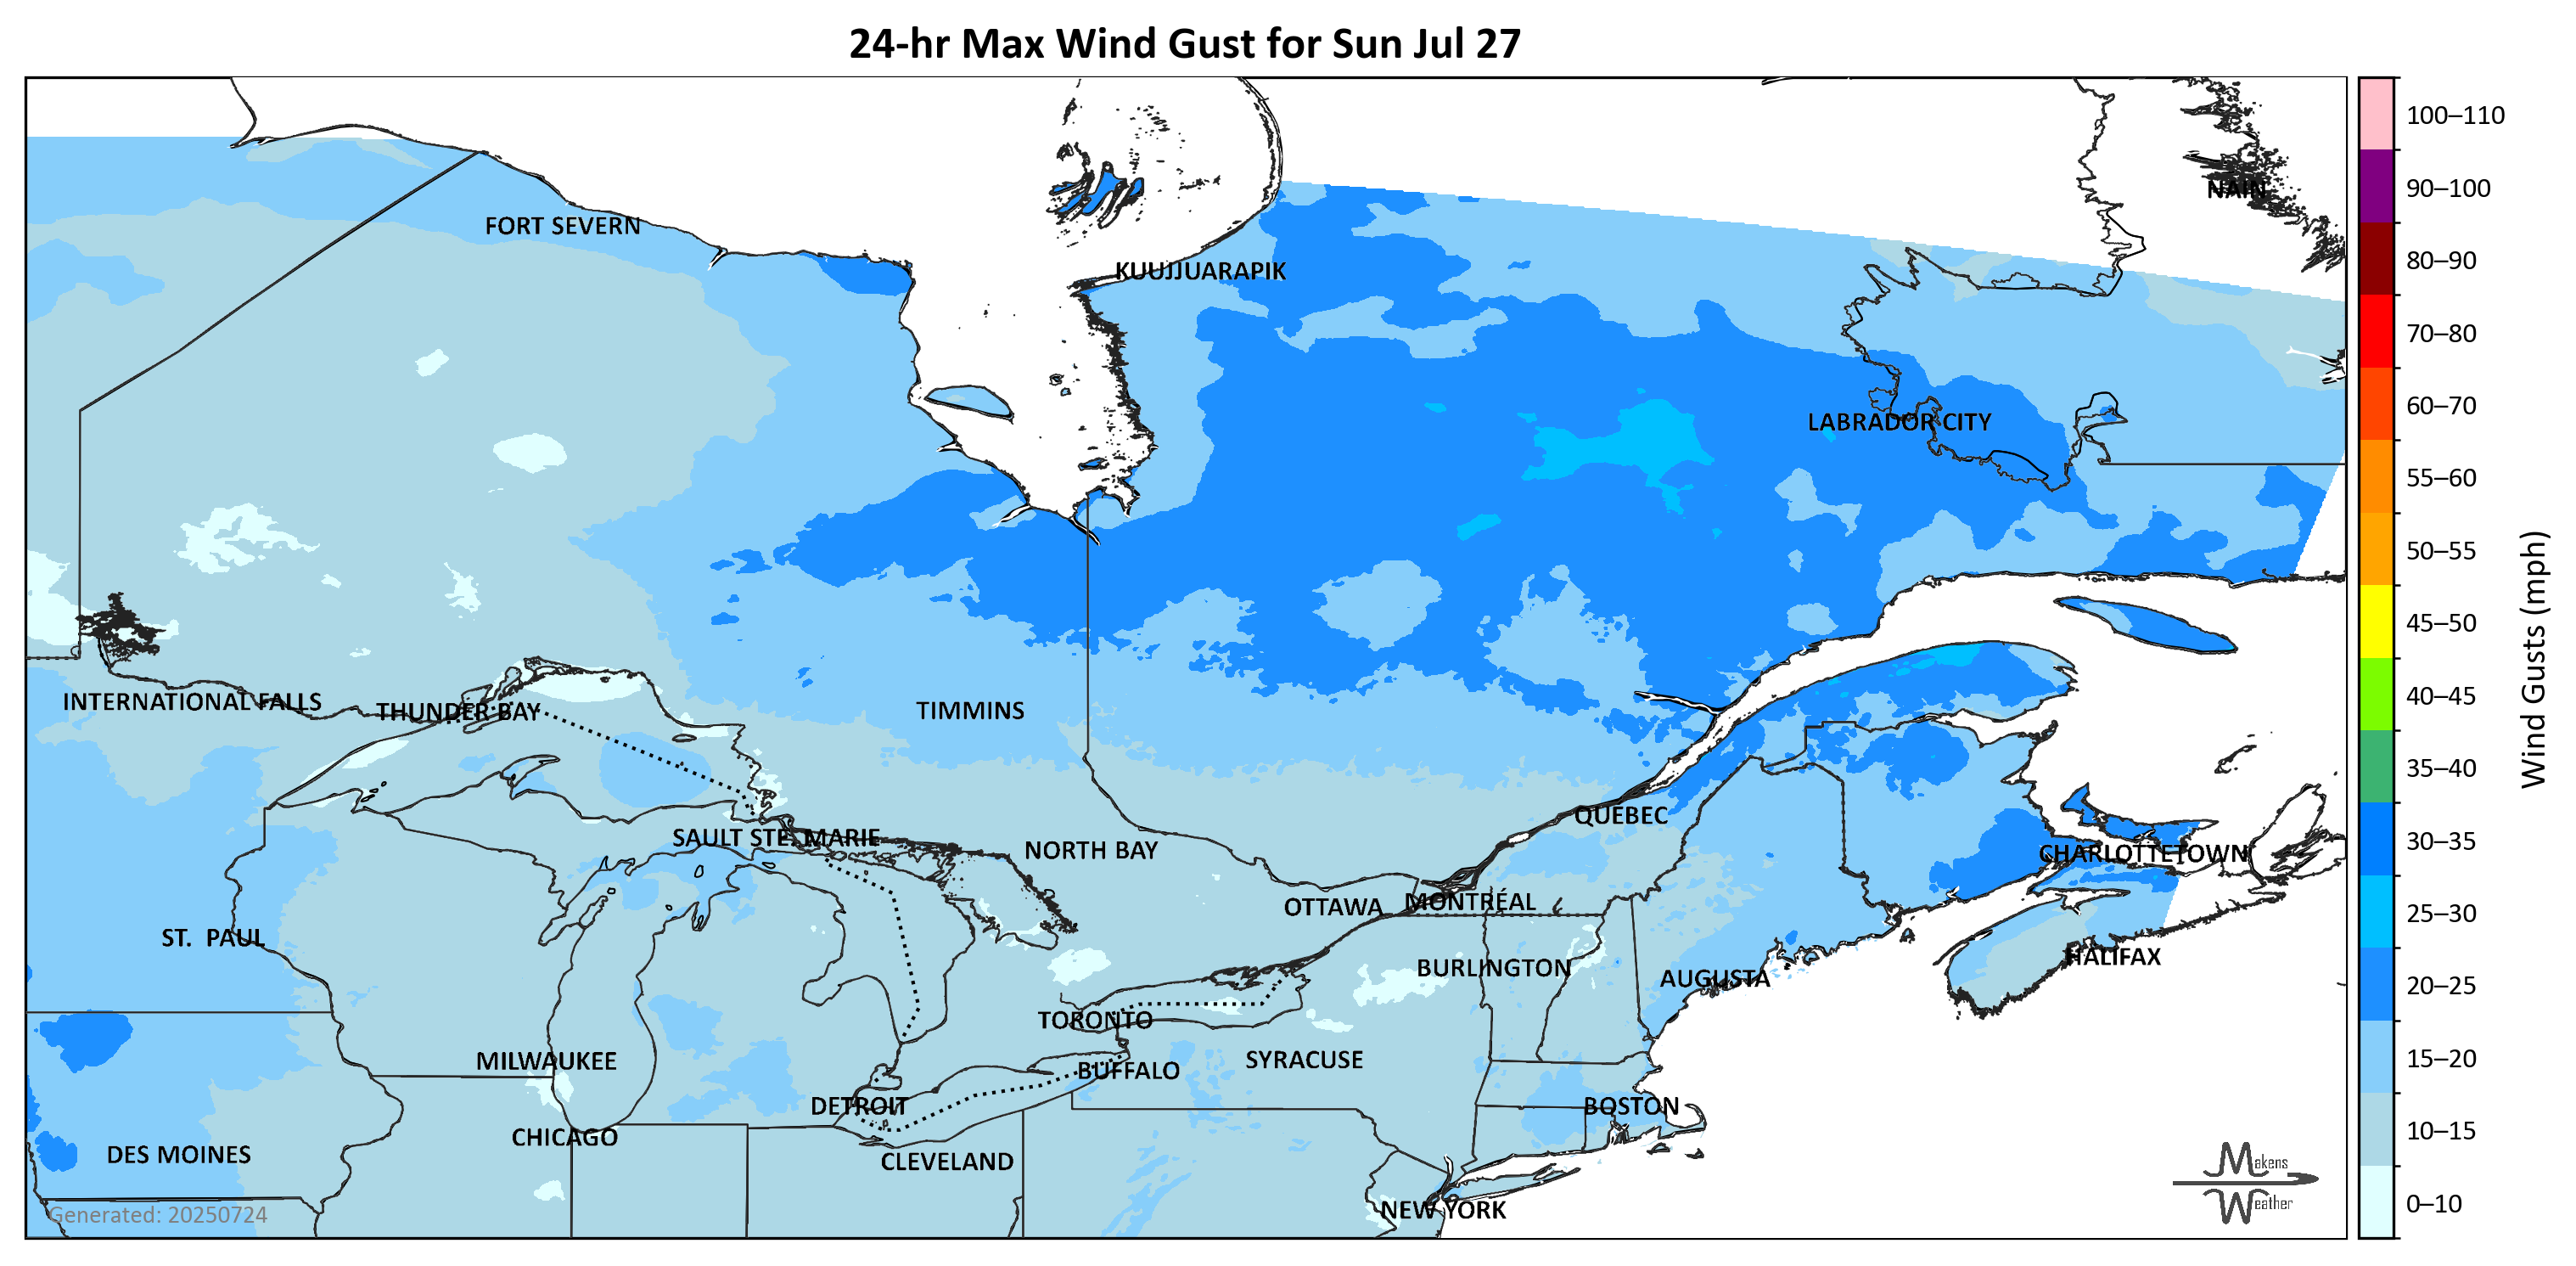 24-hr Max Wind Gust for Sun Jul 27
NAIN
FORT SEVERN
KUUJJUARAPIK
LABRADOR CITY
INTERNATIONAL FALLS
THUNDER BAY
TIMMINS
QUÉBEC
SAULT STE. MARIE
NORTH BAY
CHARLOTTETOWN
OTTAWA
MONTRÉAL
ST. PAUL
HALIFAX
BURLINGTON
AUGUSTA
TORONTO
MILWAUKEE
SYRACUSE
BUFFALO
DETROIT
BOSTON
CHICAGO
DES MOINES
CLEVELAND
NEW YORK
Generated: 20250724
Makens
Weather
100–110
90–100
80–90
70–80
60–70
55–60
50–55
45–50
40–45
35–40
30–35
25–30
20–25
15–20
10–15
0–10
Wind Gusts (mph)